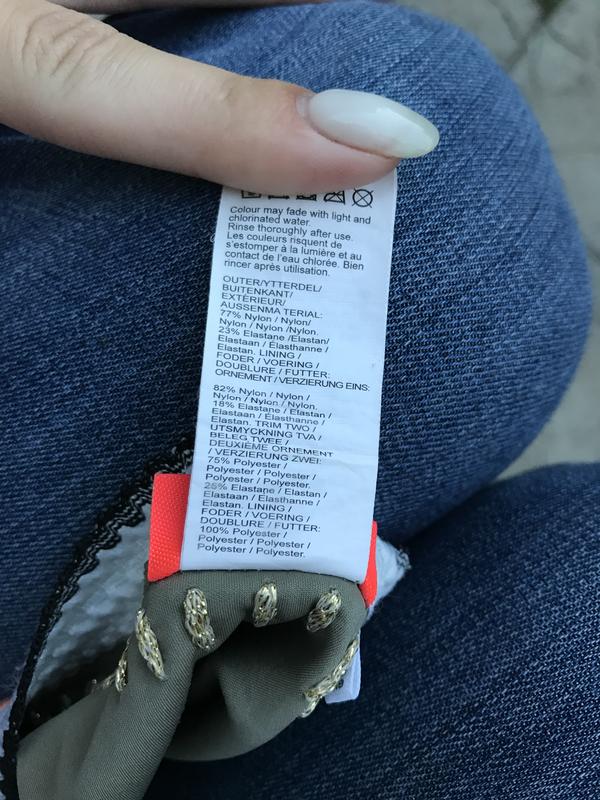 Colour may fade with light and
chlorinated water.
Rinse thoroughly after use.
Les couleurs risquent de
s'estomper à la lumière et au
contact de l'eau chlorée. Bien
rincer après utilisation.
OUTER/YTTERDEL/
BUITENKANT/
EXTÉRIEUR/
AUSSENMA TERIAL:
77% Nylon / Nylon/
Nylon / Nylon /Nylon.
23% Elastane /Elastan/
Elastaan / Élasthanne /
Elastan. LINING /
FODER / VOERING /
DOUBLURE / FUTTER:
ORNEMENT / VERZIERUNG EINS:
82% Nylon / Nylon /
Nylon / Nylon / Nylon.
18% Elastane / Elastan /
Elastaan / Élasthanne /
Elastan. TRIM TWO /
UTSMYCKNING TVA /
BELEG TWEE /
DEUXIÈME ORNEMENT
/ VERZIERUNG ZWEI:
75% Polyester /
Polyester / Polyester /
Polyester / Polyester.
25% Elastane / Elastan /
Elastaan / Élasthanne /
Elastan. LINING /
FODER / VOERING /
DOUBLURE / FUTTER:
100% Polyester /
Polyester / Polyester /
Polyester / Polyester.